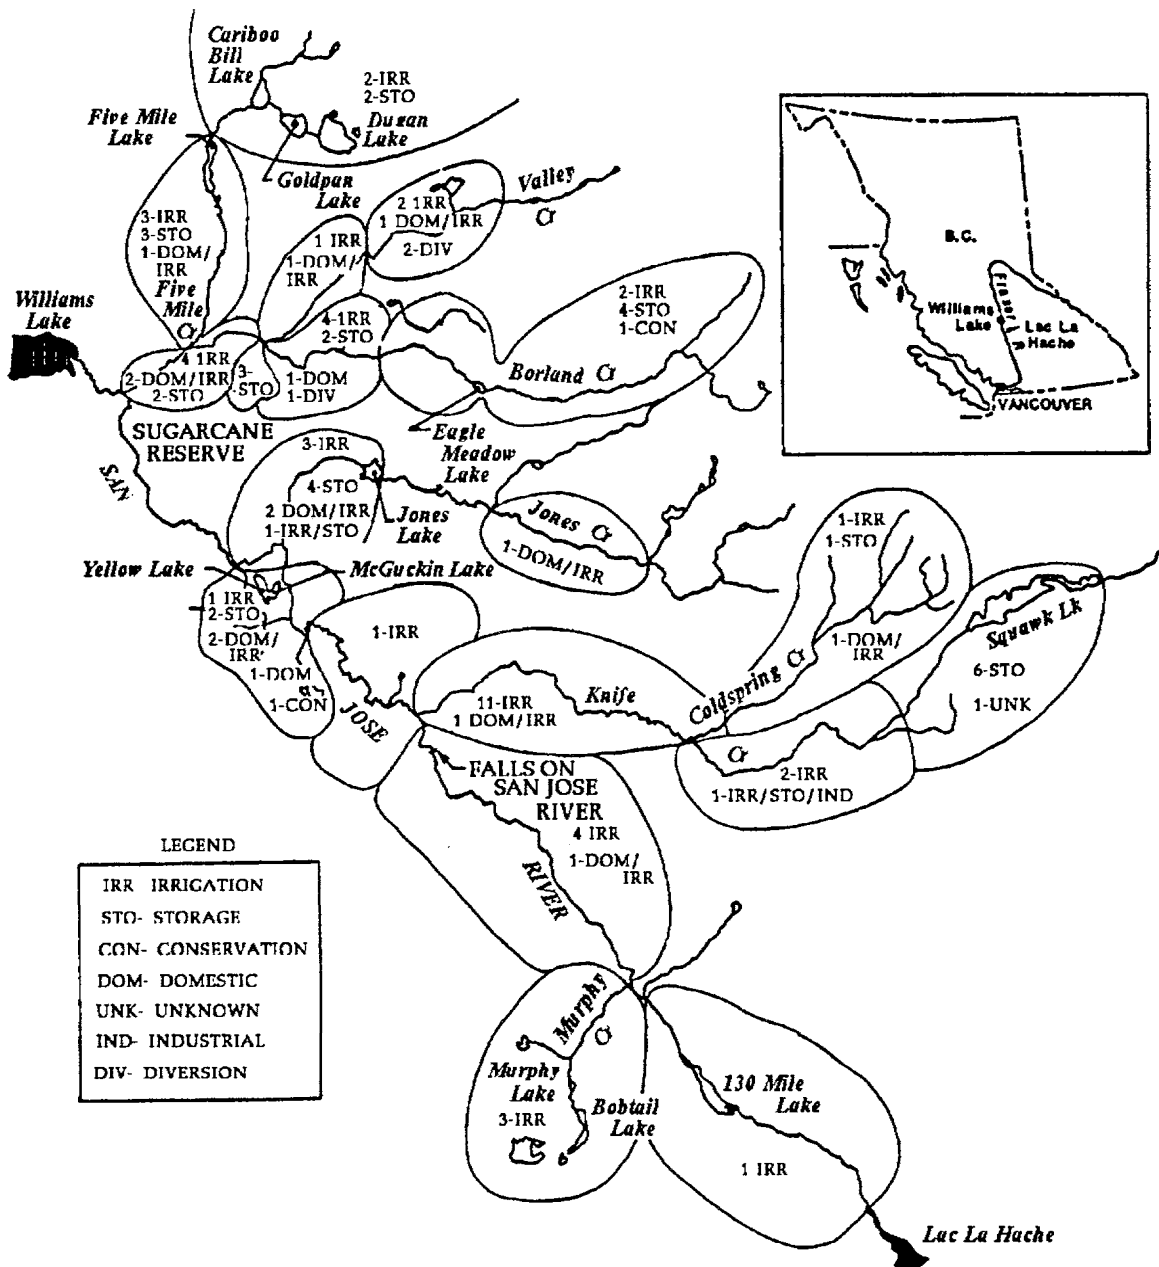 Cariboo
Bill
Lake
2-IRR
2-STO
Dugan
Lake
Five Mile
Lake
Goldpan
Lake
Valley
Cr
2 IRR
1 DOM/IRR
2-DIV
3-IRR
3-STO
1-DOM/
IRR
Five
Mile
Cr
1 IRR
1-DOM/
IRR
Williams
Lake
4-IRR
2-STO
2-IRR
4-STO
1-CON
4 IRR
2-DOM/IRR
2-STO
3-
STO
1-DOM
1-DIV
Borland Cr
Eagle
Meadow
Lake
SUGARCANE
RESERVE
B.C.
Fraser
Williams
Lake
Lac La
Hache
VANCOUVER
SAN
3-IRR
4-STO
2 DOM/IRR
1-IRR/STO
Jones
Lake
Jones Cr
1-DOM/IRR
Yellow Lake
McGuckin Lake
1-IRR
1-STO
1-DOM/
IRR
Coldspring Cr
Squawk Lk
6-STO
1-UNK
1 IRR
2-STO
2-DOM/
IRR
1-DOM
Cr
1-CON
1-IRR
JOSE
11-IRR
1 DOM/IRR
Knife
Cr
2-IRR
1-IRR/STO/IND
FALLS ON
SAN JOSE
RIVER
4 IRR
1-DOM/
IRR
RIVER
LEGEND
IRR IRRIGATION
STO- STORAGE
CON- CONSERVATION
DOM- DOMESTIC
UNK- UNKNOWN
IND- INDUSTRIAL
DIV- DIVERSION
Murphy
Cr
Murphy
Lake
3-IRR
Bobtail
Lake
130 Mile
Lake
1 IRR
Lac La Hache